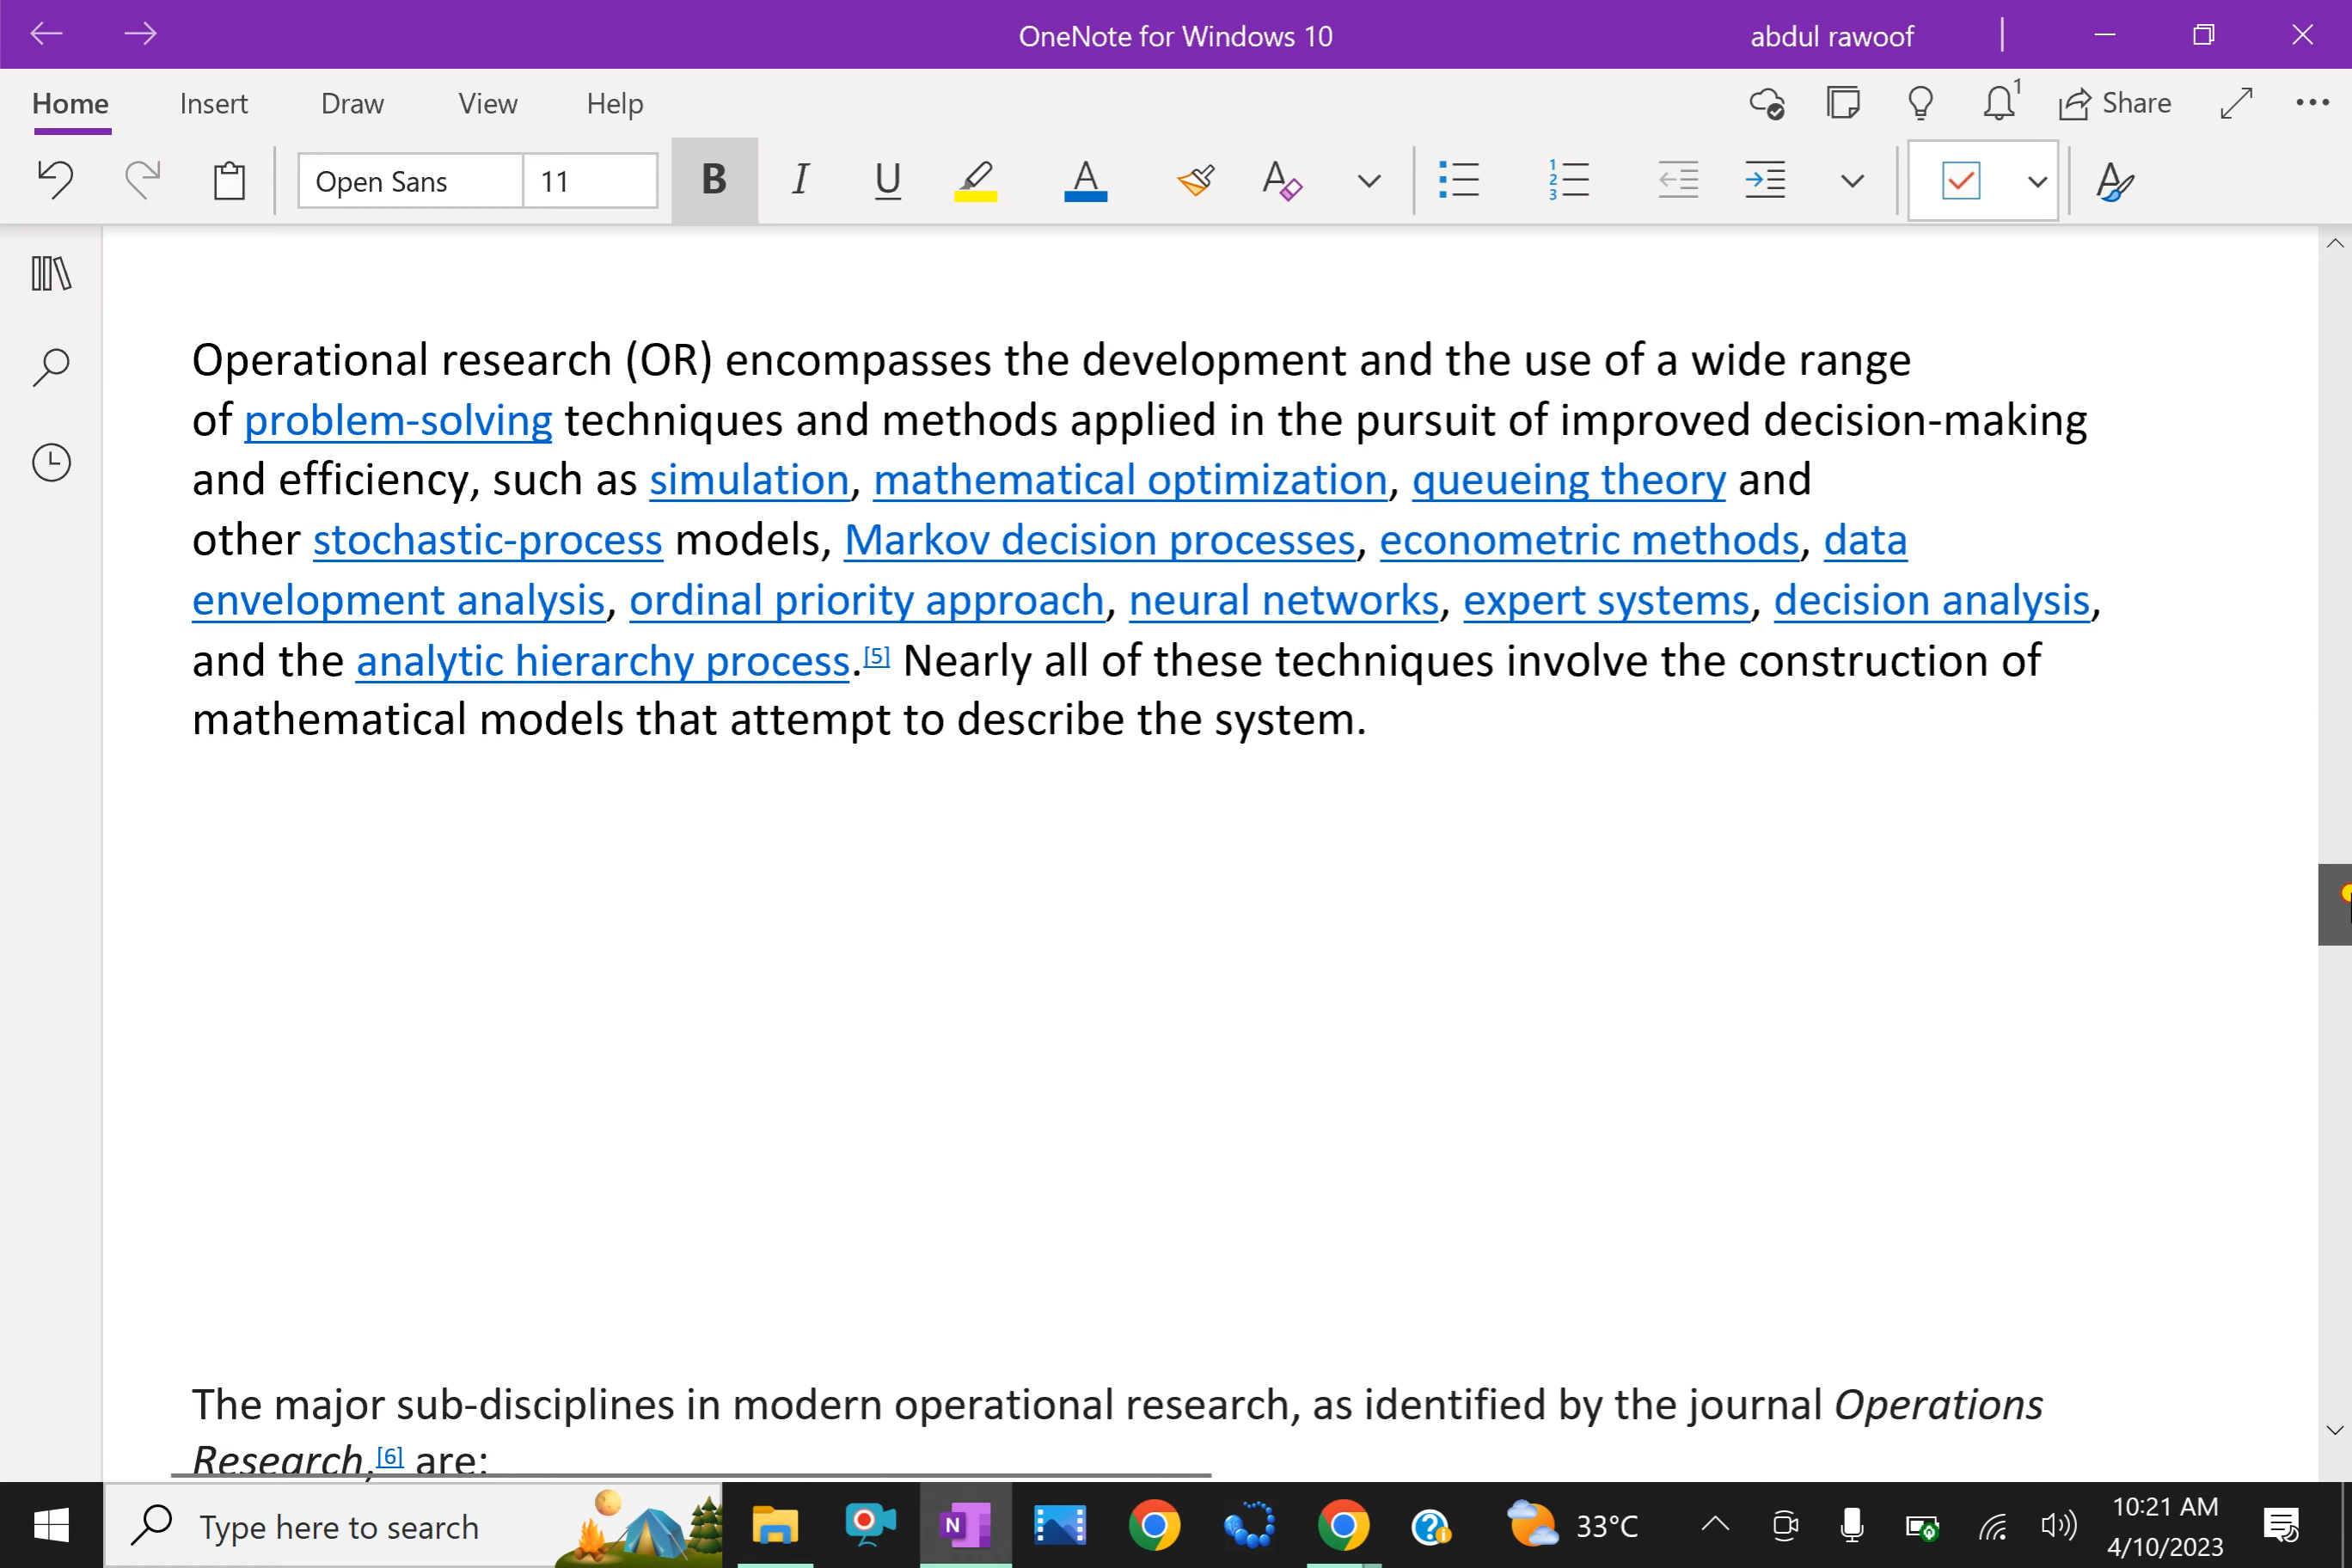 OneNote for Windows 10
abdul rawoof
Home Insert Draw View Help
1
Share
Open Sans 11
B I U A A
1
2
3
A
Operational research (OR) encompasses the development and the use of a wide range
of problem-solving techniques and methods applied in the pursuit of improved decision-making
and efficiency, such as simulation, mathematical optimization, queueing theory and
other stochastic-process models, Markov decision processes, econometric methods, data
envelopment analysis, ordinal priority approach, neural networks, expert systems, decision analysis,
and the analytic hierarchy process.[5] Nearly all of these techniques involve the construction of
mathematical models that attempt to describe the system.
The major sub-disciplines in modern operational research, as identified by the journal Operations
Research,[6] are:
Type here to search
N
33°C
10:21 AM
4/10/2023